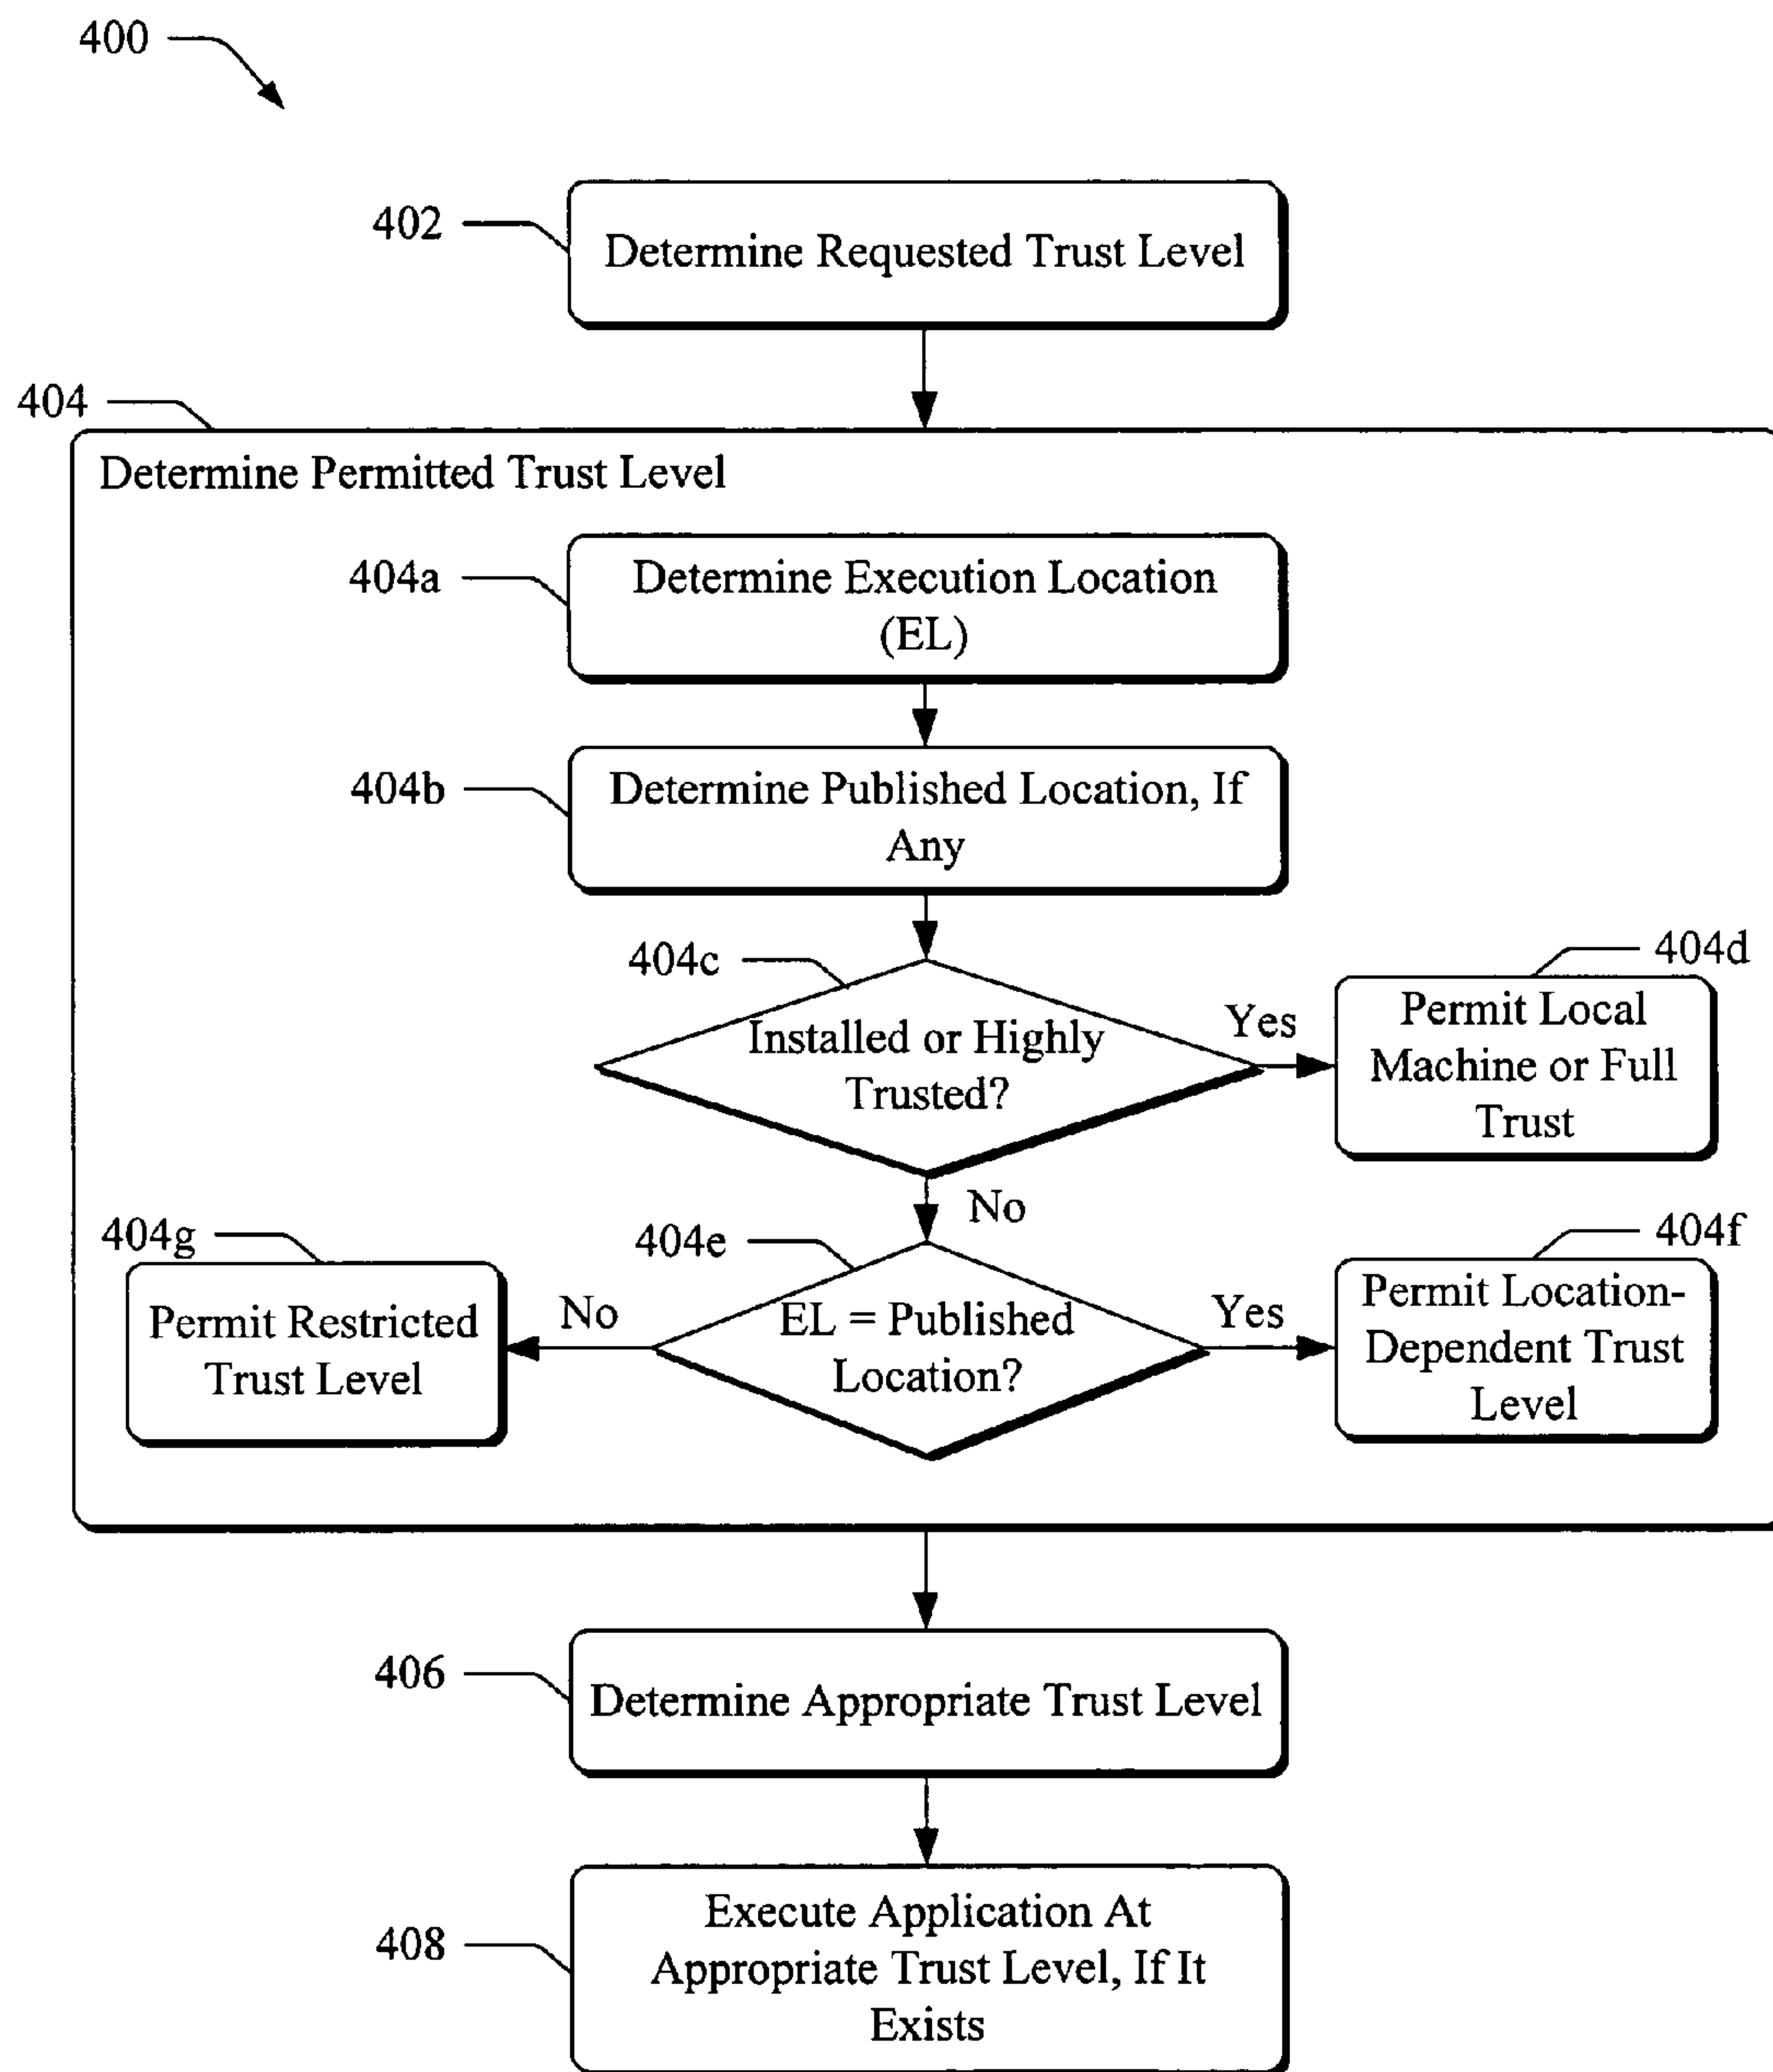 400
402
Determine Requested Trust Level
404
Determine Permitted Trust Level
404a
Determine Execution Location
(EL)
404b
Determine Published Location, If
Any
404c
Installed or Highly
Trusted?
Yes
404d
Permit Local
Machine or Full
Trust
No
404e
EL = Published
Location?
Yes
404f
Permit Location-
Dependent Trust
Level
No
404g
Permit Restricted
Trust Level
406
Determine Appropriate Trust Level
408
Execute Application At
Appropriate Trust Level, If It
Exists